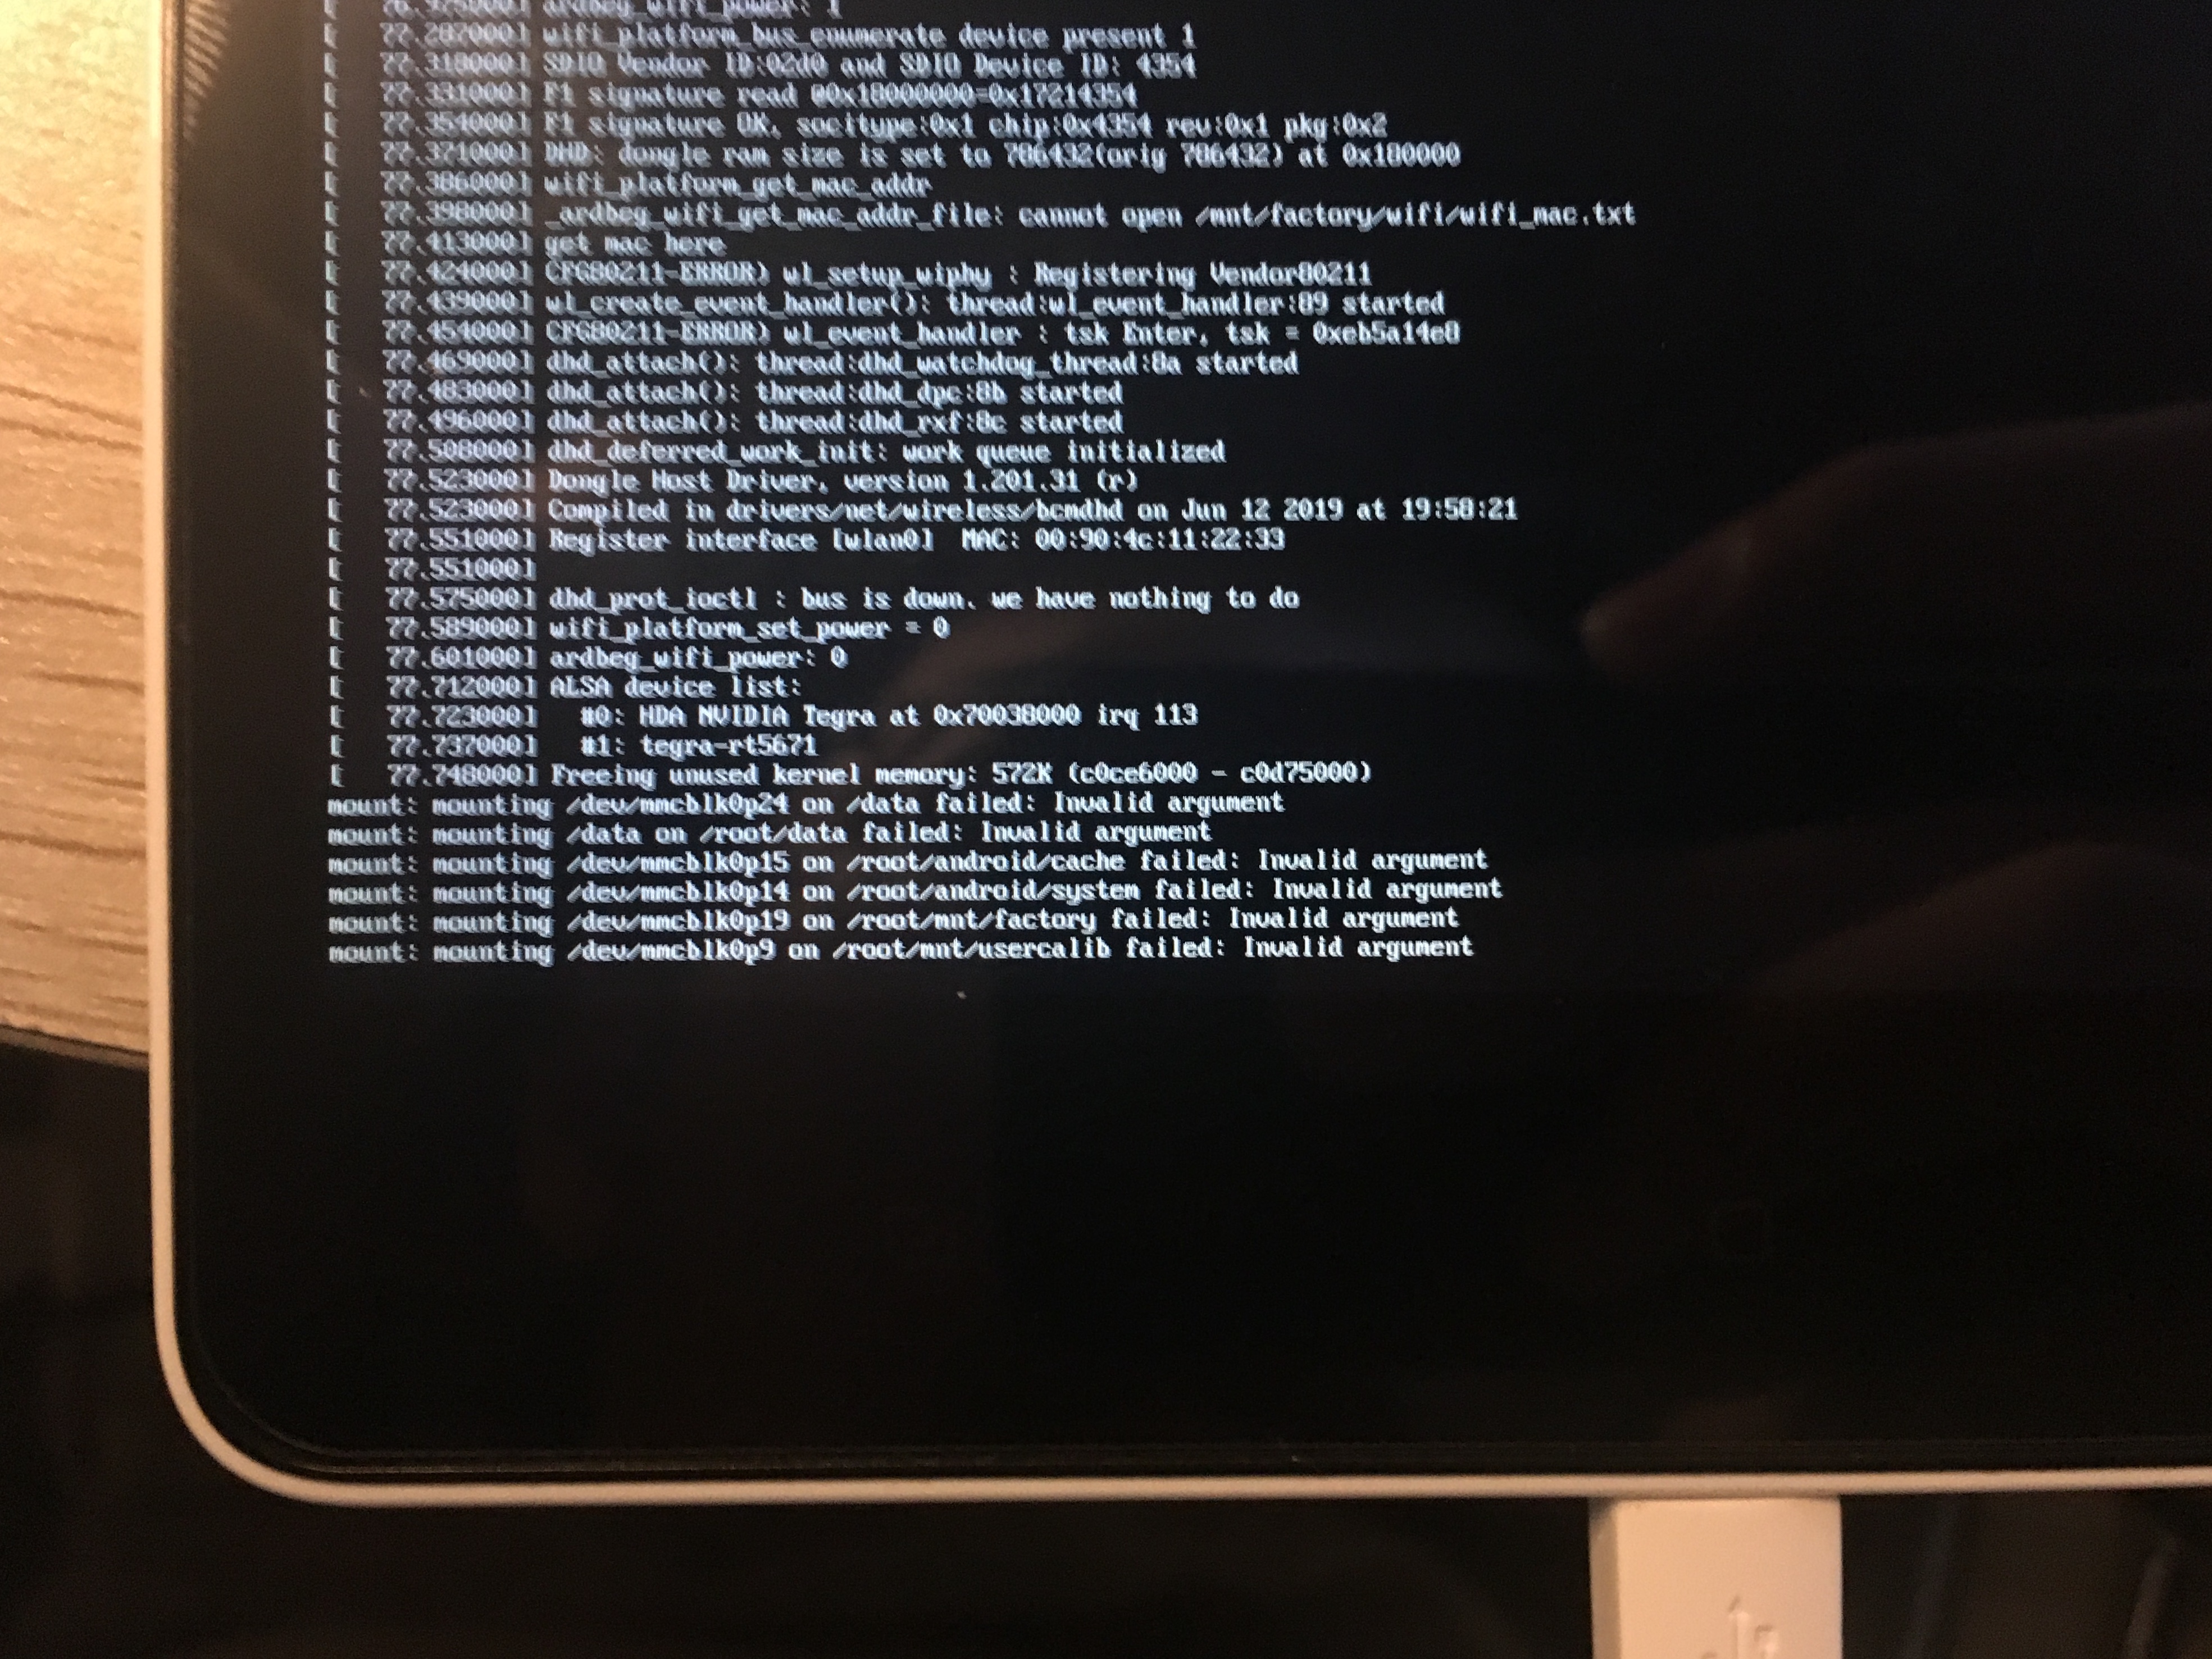 [   76.975000] ardbeg_wifi_power: 1
[   77.287000] wifi_platform_bus_enumerate device present 1
[   77.318000] SDIO Vendor ID:02d0 and SDIO Device ID: 4354
[   77.331000] F1 signature read @0x18000000=0x17214354
[   77.354000] F1 signature OK, socitype:0x1 chip:0x4354 rev:0x1 pkg:0x2
[   77.371000] DHD: dongle ram size is set to 786432(orig 786432) at 0x180000
[   77.386000] wifi_platform_get_mac_addr
[   77.398000] _ardbeg_wifi_get_mac_addr_file: cannot open /mnt/factory/wifi/wifi_mac.txt
[   77.413000] get mac here
[   77.424000] CFG80211-ERROR) wl_setup_wiphy : Registering Vendor80211
[   77.439000] wl_create_event_handler(): thread:wl_event_handler:89 started
[   77.454000] CFG80211-ERROR) wl_event_handler : tsk Enter, tsk = 0xeb5a14e8
[   77.469000] dhd_attach(): thread:dhd_watchdog_thread:8a started
[   77.483000] dhd_attach(): thread:dhd_dpc:8b started
[   77.496000] dhd_attach(): thread:dhd_rxf:8c started
[   77.508000] dhd_deferred_work_init: work queue initialized
[   77.523000] Dongle Host Driver, version 1.201.31 (r)
[   77.523000] Compiled in drivers/net/wireless/bcmdhd on Jun 12 2019 at 19:58:21
[   77.551000] Register interface [wlan0]  MAC: 00:90:4c:11:22:33
[   77.551000]
[   77.575000] dhd_prot_ioctl : bus is down. we have nothing to do
[   77.589000] wifi_platform_set_power = 0
[   77.601000] ardbeg_wifi_power: 0
[   77.712000] ALSA device list:
[   77.723000]   #0: HDA NVIDIA Tegra at 0x70038000 irq 113
[   77.737000]   #1: tegra-rt5671
[   77.748000] Freeing unused kernel memory: 572K (c0ce6000 - c0d75000)
mount: mounting /dev/mmcblk0p24 on /data failed: Invalid argument
mount: mounting /data on /root/data failed: Invalid argument
mount: mounting /dev/mmcblk0p15 on /root/android/cache failed: Invalid argument
mount: mounting /dev/mmcblk0p14 on /root/android/system failed: Invalid argument
mount: mounting /dev/mmcblk0p19 on /root/mnt/factory failed: Invalid argument
mount: mounting /dev/mmcblk0p9 on /root/mnt/usercalib failed: Invalid argument